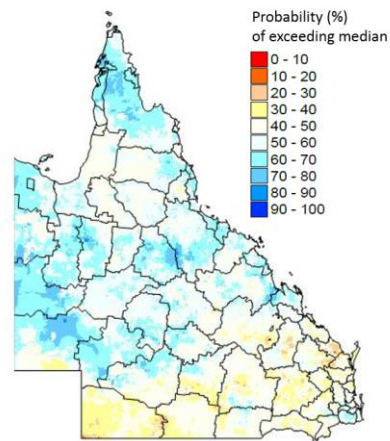 Probability (%)
of exceeding median
0 - 10
10 - 20
20 - 30
30 - 40
40 - 50
50 - 60
60 - 70
70 - 80
80 - 90
90 - 100